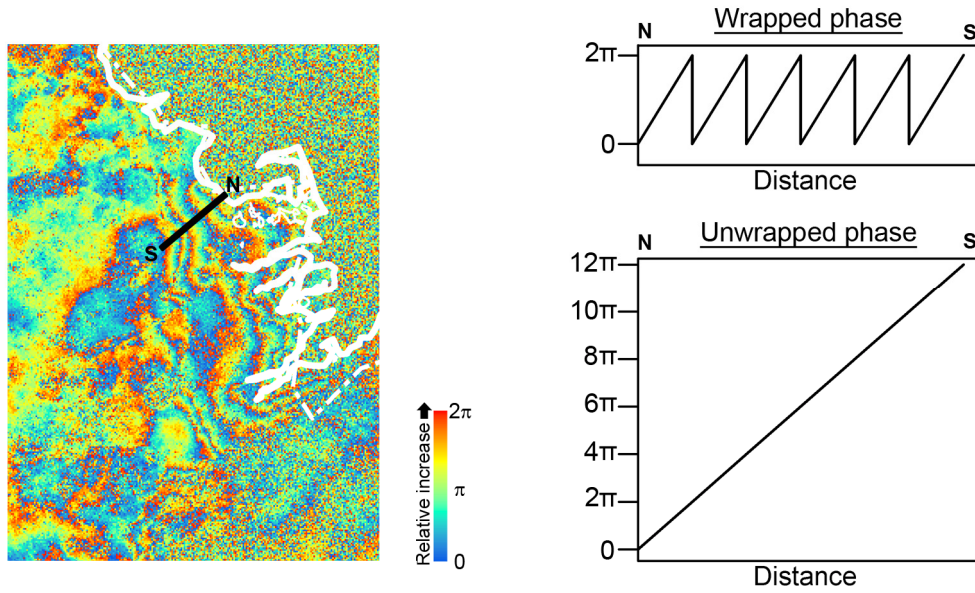 N
S
Relative increase
2π
π
0
Wrapped phase
N
S
2π
0
Distance
Unwrapped phase
N
S
12π
10π
8π
6π
4π
2π
0
Distance